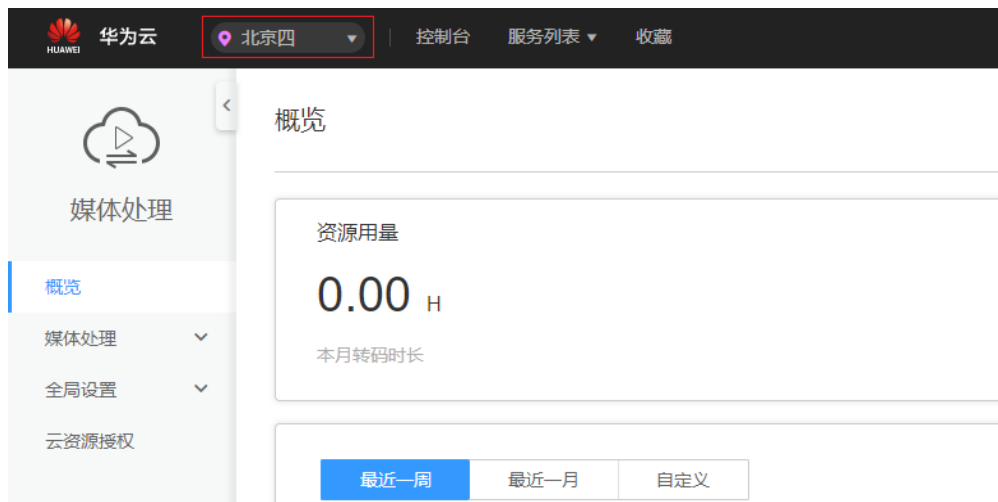 HUAWEI 华为云 北京四 控制台 服务列表 收藏
概览
媒体处理
概览
媒体处理
全局设置
云资源授权
资源用量
0.00 H
本月转码时长
最近一周 最近一月 自定义